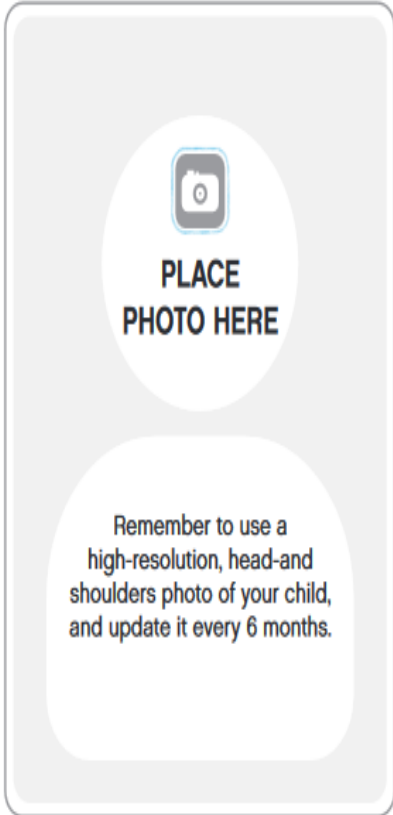 PLACE
PHOTO HERE
Remember to use a
high-resolution, head-and
shoulders photo of your child,
and update it every 6 months.